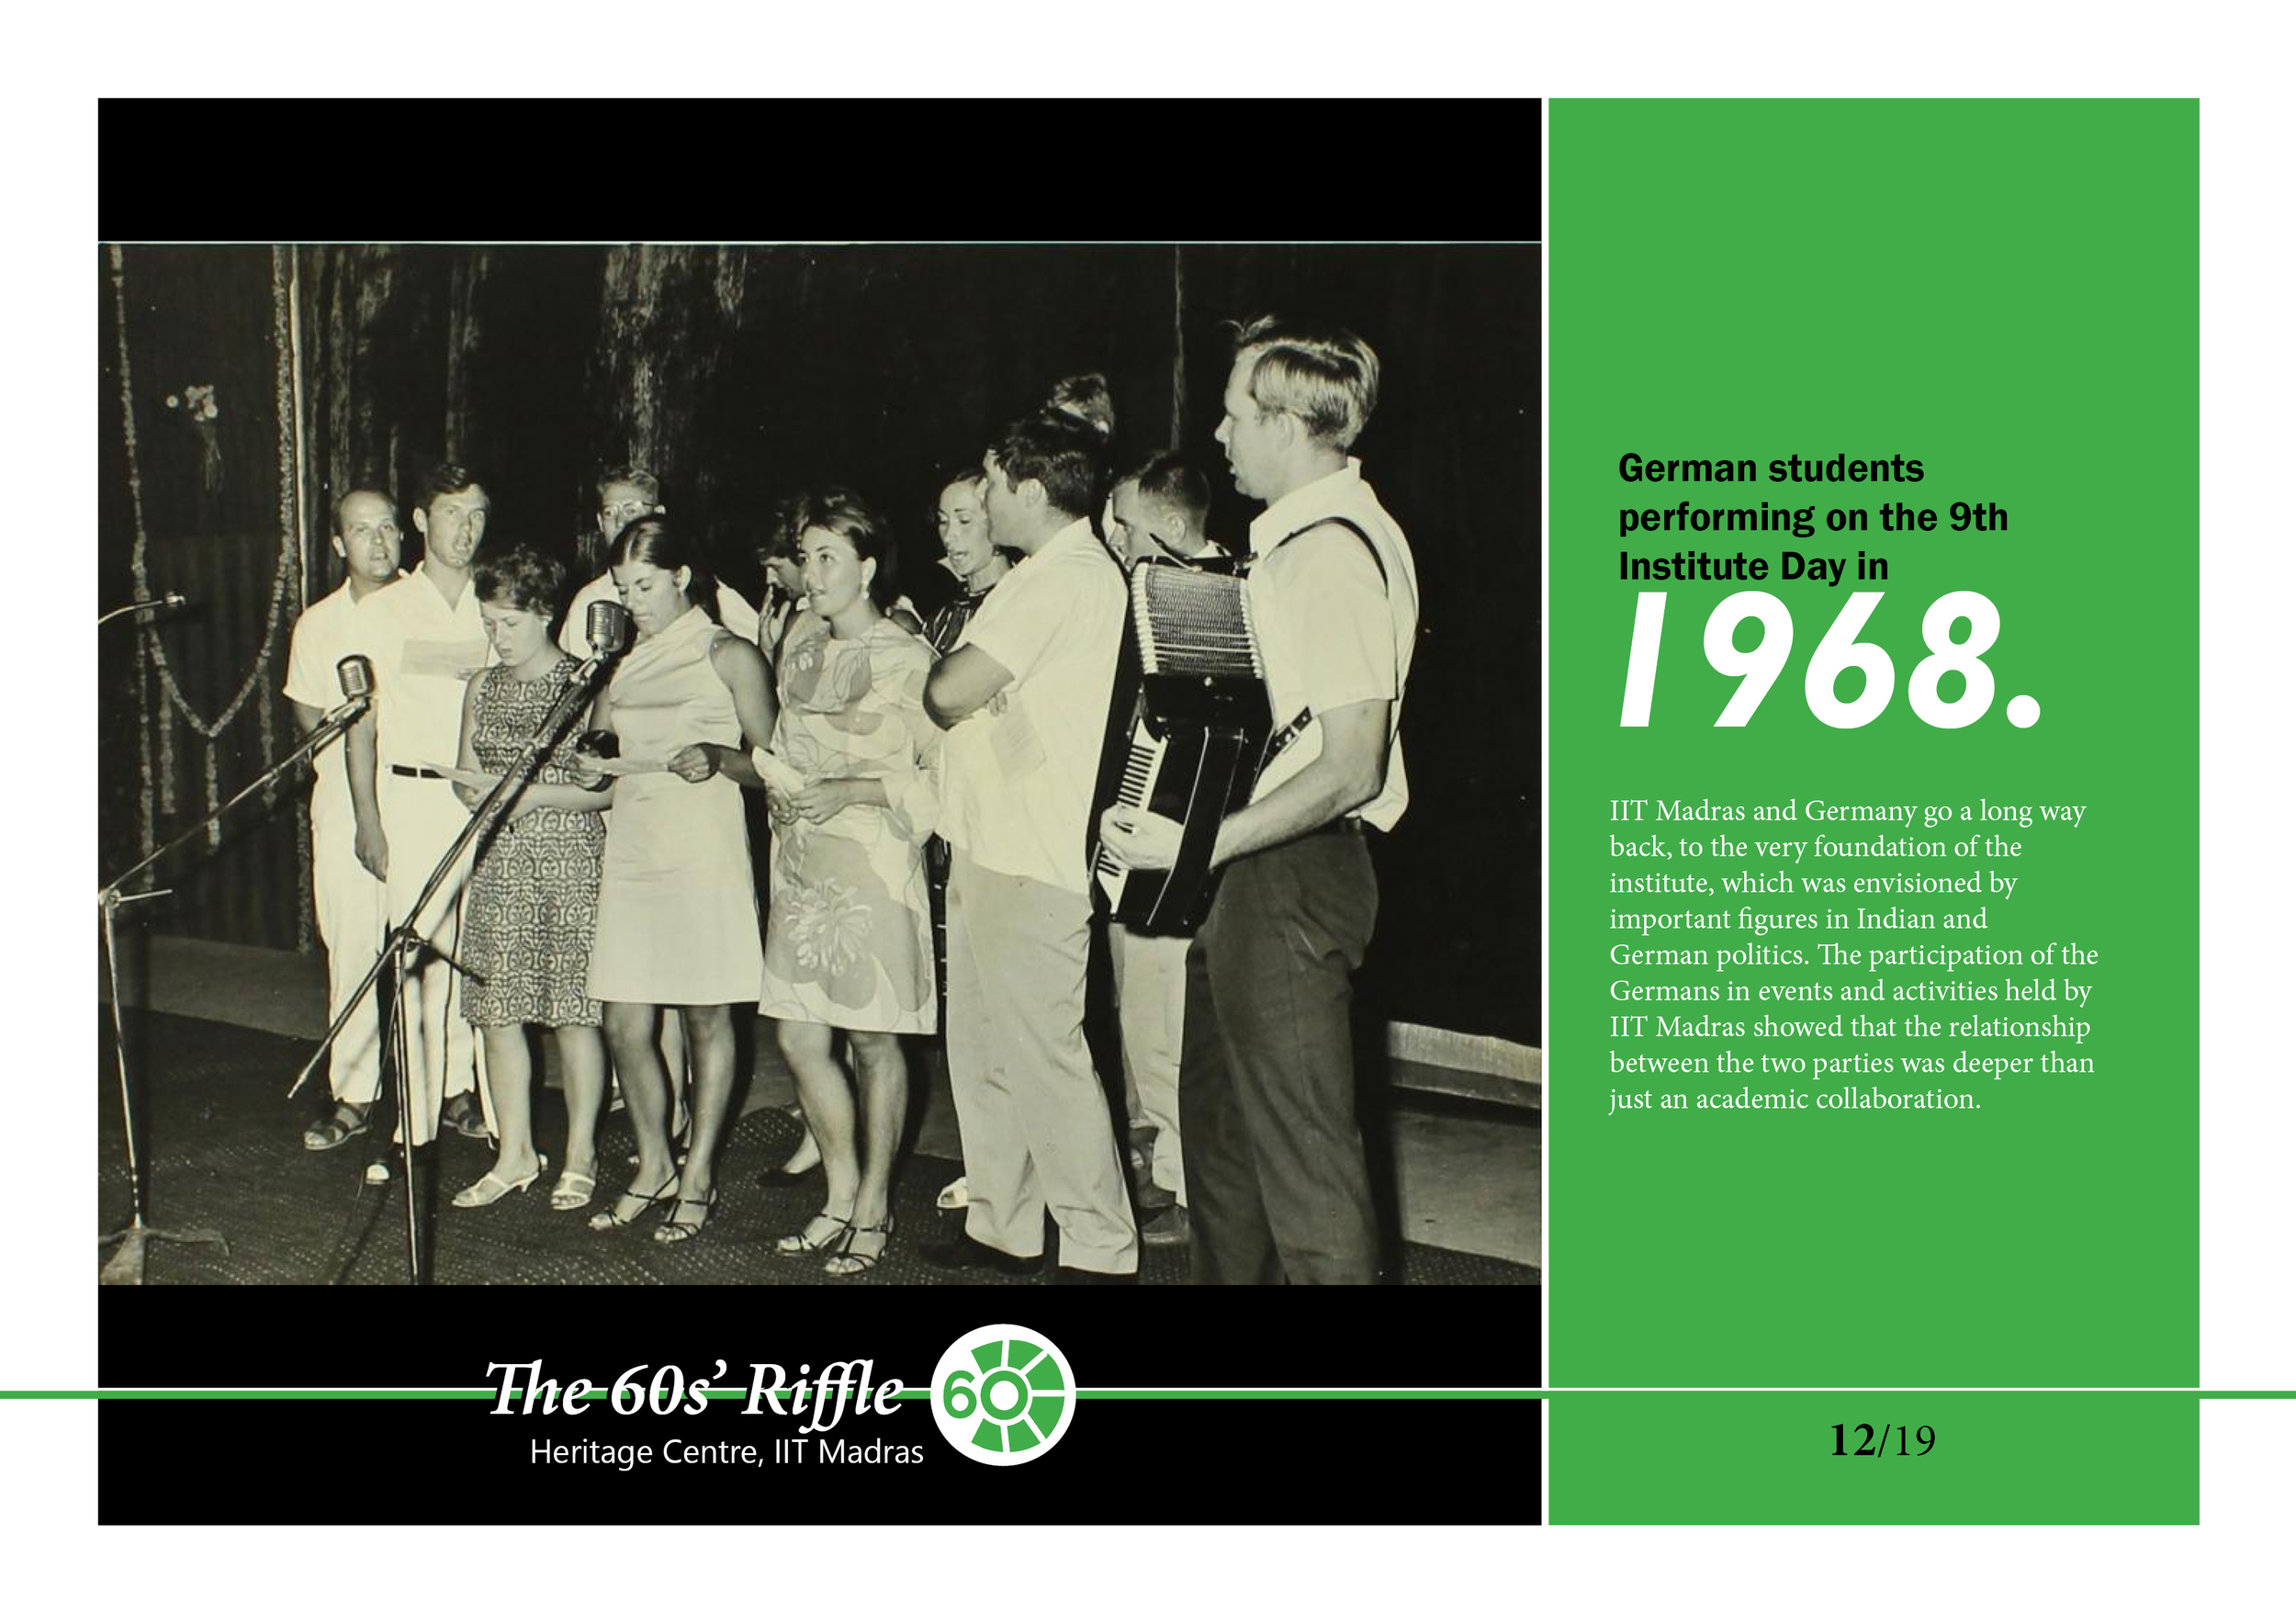 German students
performing on the 9th
Institute Day in
1968.
IIT Madras and Germany go a long way
back, to the very foundation of the
institute, which was envisioned by
important figures in Indian and
German politics. The participation of the
Germans in events and activities held by
IIT Madras showed that the relationship
between the two parties was deeper than
just an academic collaboration.
The 60s’ Riffle
60
Heritage Centre, IIT Madras
12/19